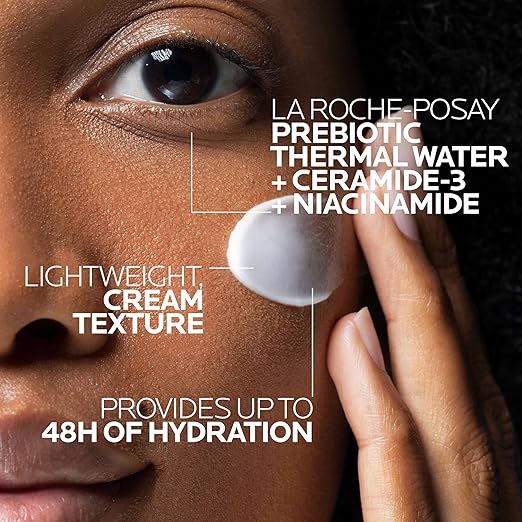 LA ROCHE-POSAY
PREBIOTIC
THERMAL WATER
+ CERAMIDE-3
+ NIACINAMIDE
LIGHTWEIGHT,
CREAM
TEXTURE
PROVIDES UP TO
48H OF HYDRATION